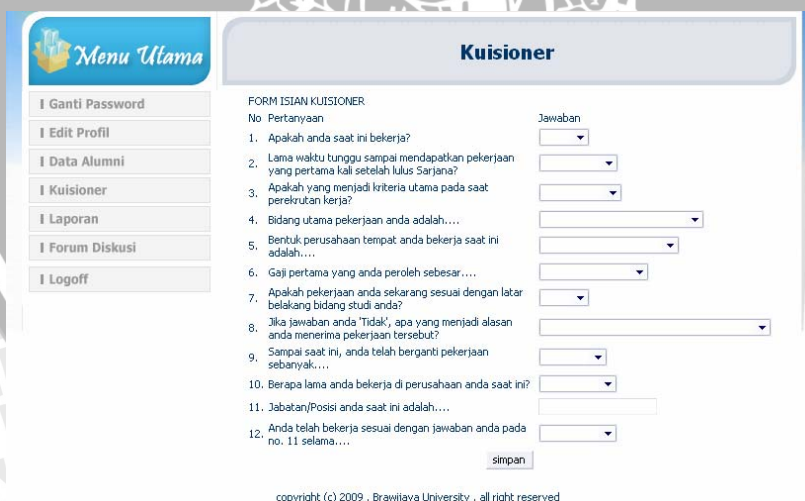 Menu Utama
Kuisioner
Ganti Password
Edit Profil
Data Alumni
Kuisioner
Laporan
Forum Diskusi
Logoff
FORM ISIAN KUISIONER
No Pertanyaan Jawaban
1. Apakah anda saat ini bekerja?
2. Lama waktu tunggu sampai mendapatkan pekerjaan
yang pertama kali setelah lulus Sarjana?
3. Apakah yang menjadi kriteria utama pada saat
perekrutan kerja?
4. Bidang utama pekerjaan anda adalah....
5. Bentuk perusahaan tempat anda bekerja saat ini
adalah....
6. Gaji pertama yang anda peroleh sebesar....
7. Apakah pekerjaan anda sekarang sesuai dengan latar
belakang bidang studi anda?
8. Jika jawaban anda 'Tidak', apa yang menjadi alasan
anda menerima pekerjaan tersebut?
9. Sampai saat ini, anda telah berganti pekerjaan
sebanyak....
10. Berapa lama anda bekerja di perusahaan anda saat ini?
11. Jabatan/Posisi anda saat ini adalah....
12. Anda telah bekerja sesuai dengan jawaban anda pada
no. 11 selama....
simpan
copyright (c) 2009 . Brawijaya University . all right reserved